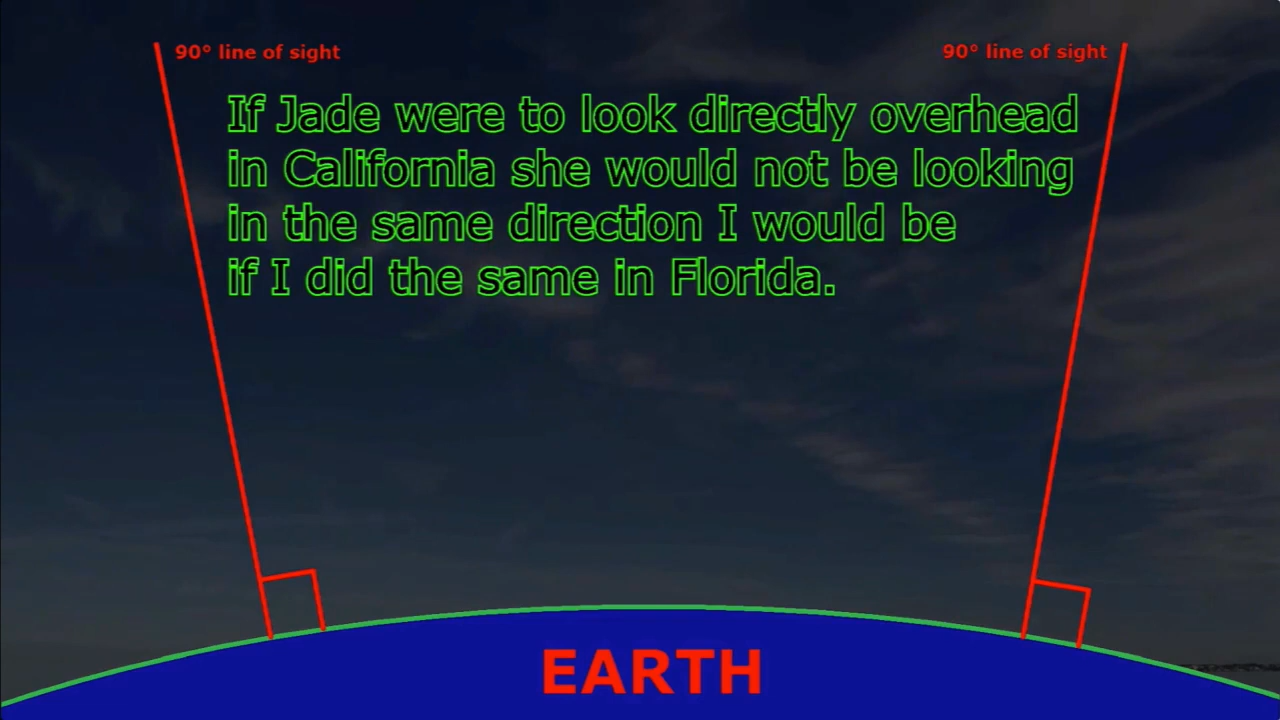 90° line of sight
90° line of sight
If Jade were to look directly overhead
in California she would not be looking
in the same direction I would be
if I did the same in Florida.
EARTH